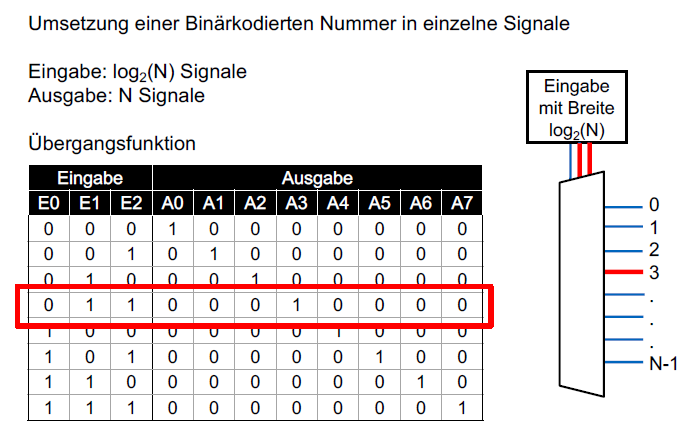 Umsetzung einer Binärkodierten Nummer in einzelne Signale
Eingabe: log₂(N) Signale
Ausgabe: N Signale
Übergangsfunktion
Eingabe Ausgabe
E0 E1 E2 A0 A1 A2 A3 A4 A5 A6 A7
0 0 0 1 0 0 0 0 0 0 0
0 0 1 0 1 0 0 0 0 0 0
0 1 0 0 0 1 0 0 0 0 0
0 1 1 0 0 0 1 0 0 0 0
1 0 0 0 0 0 0 1 0 0 0
1 0 1 0 0 0 0 0 1 0 0
1 1 0 0 0 0 0 0 0 1 0
1 1 1 0 0 0 0 0 0 0 1
Eingabe
mit Breite
log₂(N)
0
1
2
3
.
.
.
N-1